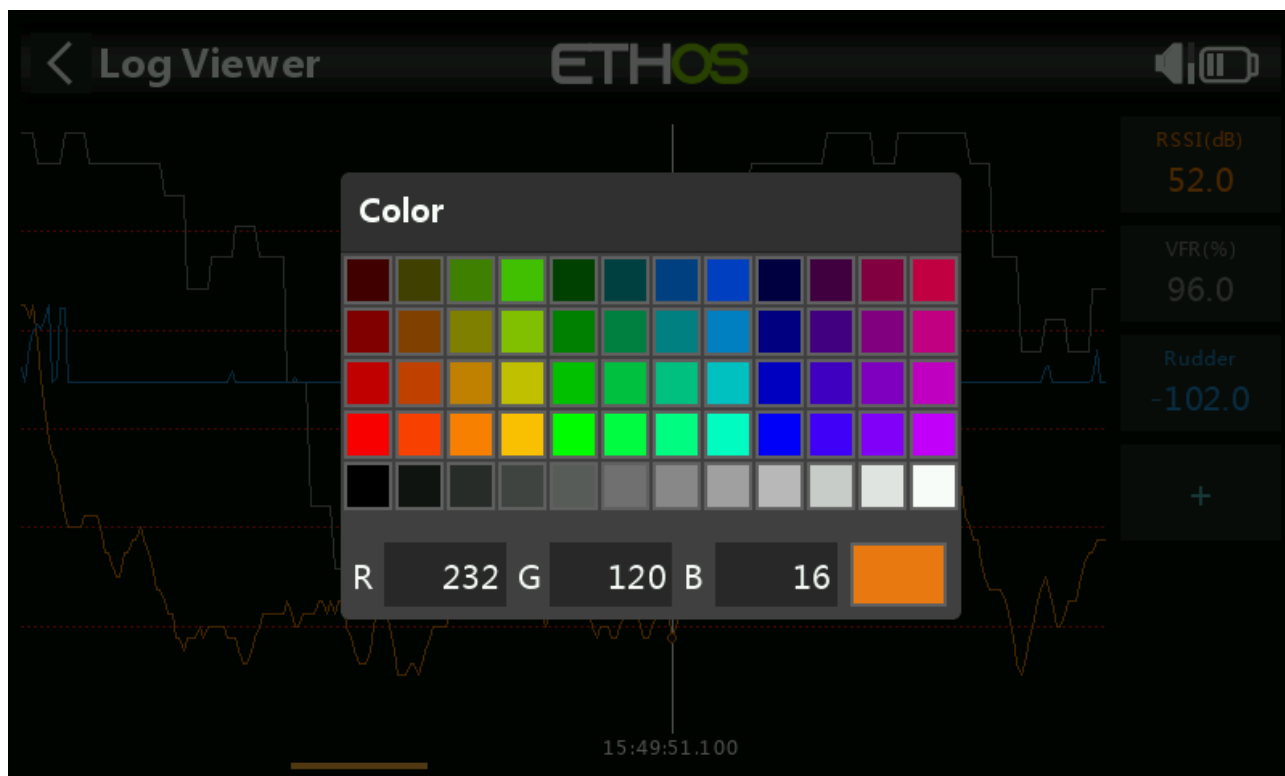 Log Viewer
ETHOS
RSSI(dB)
52.0
VFR(%)
96.0
Rudder
-102.0
+
Color
R 232 G 120 B 16
15:49:51.100